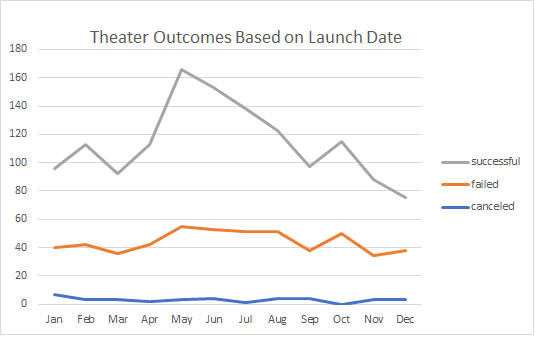 Theater Outcomes Based on Launch Date
180
160
140
120
100
80
60
40
20
0
Jan Feb Mar Apr May Jun Jul Aug Sep Oct Nov Dec
successful
failed
canceled